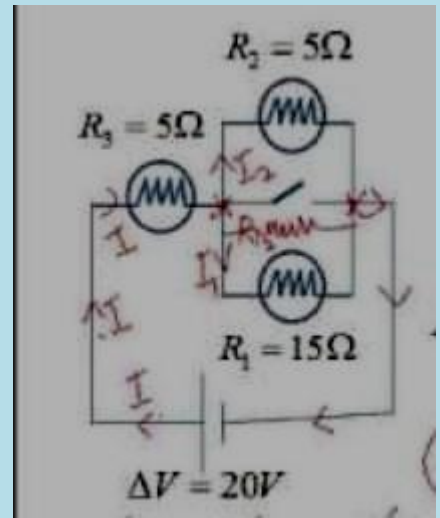 R₂ = 5Ω
R₃ = 5Ω
I₂
I
I₁
I
R₁ = 15Ω
I
ΔV = 20V